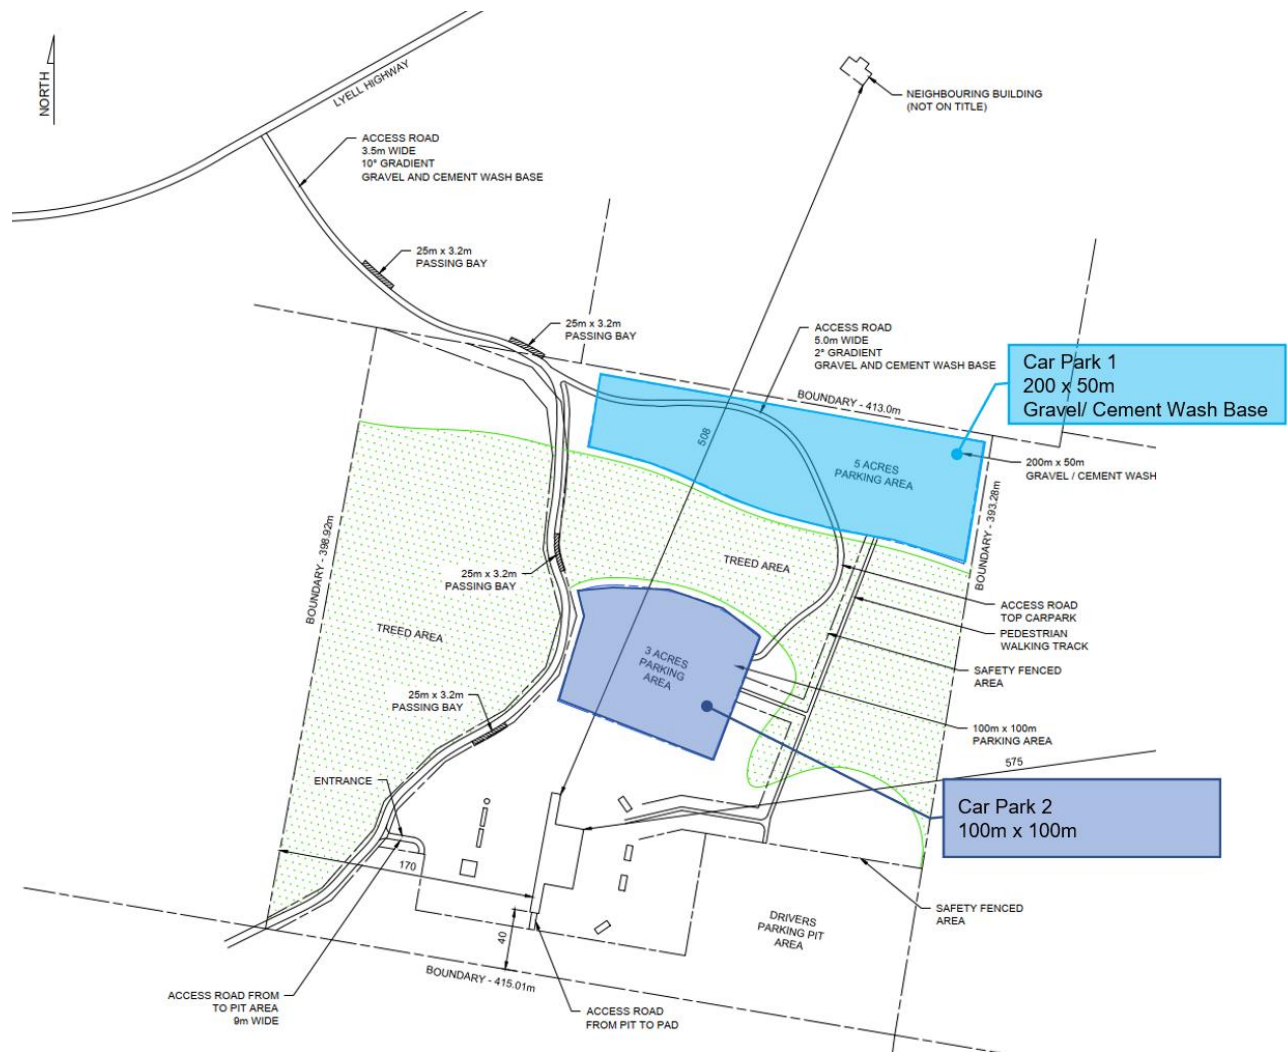 NORTH
LYELL HIGHWAY
NEIGHBOURING BUILDING
(NOT ON TITLE)
ACCESS ROAD
3.5m WIDE
10° GRADIENT
GRAVEL AND CEMENT WASH BASE
25m x 3.2m
PASSING BAY
25m x 3.2m
PASSING BAY
ACCESS ROAD
5.0m WIDE
2° GRADIENT
GRAVEL AND CEMENT WASH BASE
Car Park 1
200 x 50m
Gravel/ Cement Wash Base
BOUNDARY - 413.0m
508
5 ACRES
PARKING AREA
200m x 50m
GRAVEL / CEMENT WASH
BOUNDARY - 393.28m
BOUNDARY - 398.92m
TREED AREA
25m x 3.2m
PASSING BAY
ACCESS ROAD
TOP CARPARK
PEDESTRIAN
WALKING TRACK
TREED AREA
3 ACRES
PARKING
AREA
SAFETY FENCED
AREA
25m x 3.2m
PASSING BAY
100m x 100m
PARKING AREA
575
ENTRANCE
Car Park 2
100m x 100m
170
SAFETY FENCED
AREA
DRIVERS
PARKING PIT
AREA
40
BOUNDARY - 415.01m
ACCESS ROAD FROM
TO PIT AREA
9m WIDE
ACCESS ROAD
FROM PIT TO PAD